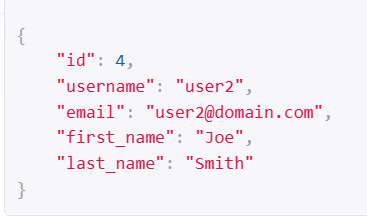 {
    "id": 4,
    "username": "user2",
    "email": "user2@domain.com",
    "first_name": "Joe",
    "last_name": "Smith"
}